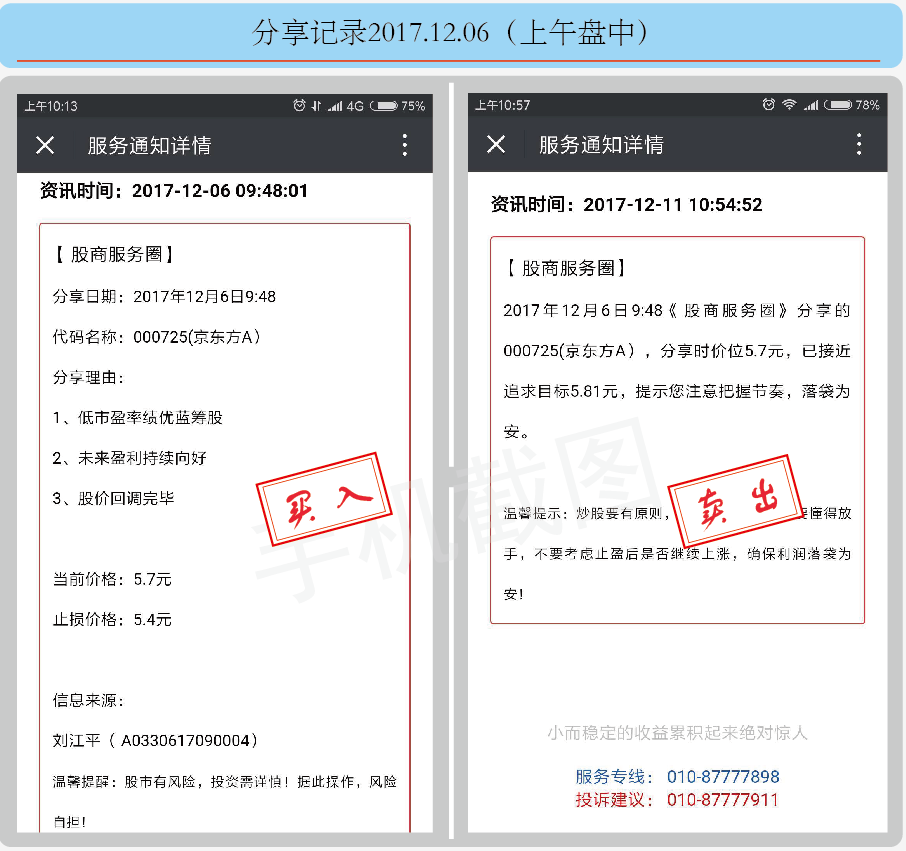 分享记录2017.12.06（上午盘中）
上午10:13
4G
75%
服务通知详情
资讯时间：2017-12-06 09:48:01
【 股商服务圈】
分享日期：2017年12月6日9:48
代码名称：000725(京东方A）
分享理由：
1、低市盈率绩优蓝筹股
2、未来盈利持续向好
3、股价回调完毕
买入
当前价格：5.7元
止损价格：5.4元
信息来源：
刘江平（ A0330617090004）
温馨提醒：股市有风险，投资需详慎！据此操作，风险
自担！
上午10:57
78%
服务通知详情
资讯时间：2017-12-11 10:54:52
【 股商服务圈】
2017年12月6日9:48《 股商服务圈》分享的
000725(京东方A），分享时价位5.7元，已接近
追求目标5.81元，提示您注意把握节奏，落袋为
安。
卖出
温馨提示：炒股要有原则，要懂得放
手，不要考虑止盈后是否继续上涨，确保利润落袋为
安！
小而稳定的收益累积起来绝对惊人
服务专线： 010-87777898
投诉建议： 010-87777911
手机截图